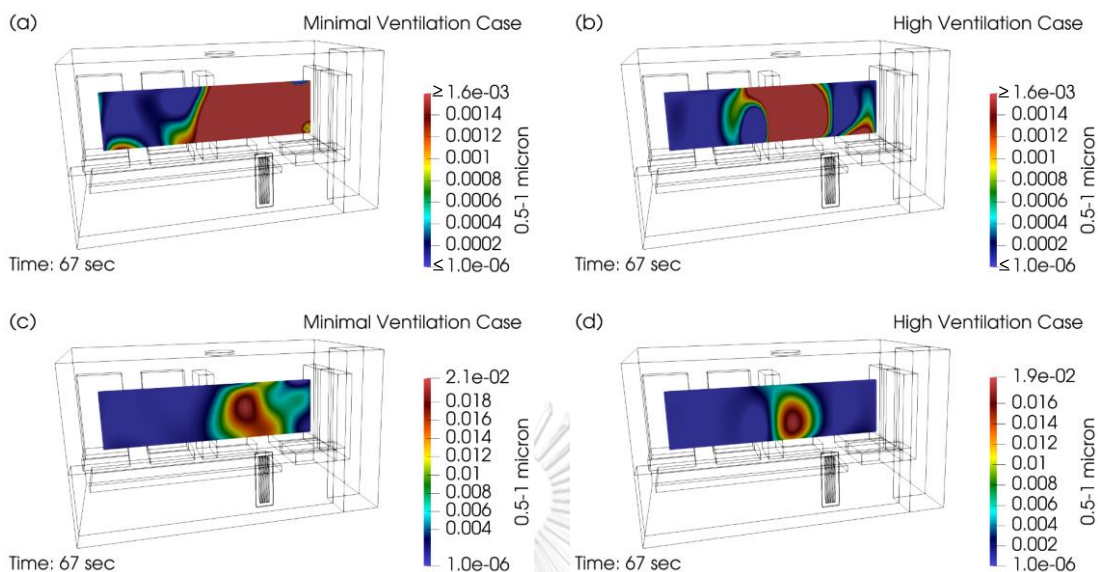 (a) Minimal Ventilation Case
≥ 1.6e-03
0.0014
0.0012
0.001
0.0008
0.0006
0.0004
0.0002
≤ 1.0e-06
0.5-1 micron
Time: 67 sec
(b) High Ventilation Case
≥ 1.6e-03
0.0014
0.0012
0.001
0.0008
0.0006
0.0004
0.0002
≤ 1.0e-06
0.5-1 micron
Time: 67 sec
(c) Minimal Ventilation Case
2.1e-02
0.018
0.016
0.014
0.012
0.01
0.008
0.006
0.004
1.0e-06
0.5-1 micron
Time: 67 sec
(d) High Ventilation Case
1.9e-02
0.016
0.014
0.012
0.01
0.008
0.006
0.004
0.002
1.0e-06
0.5-1 micron
Time: 67 sec